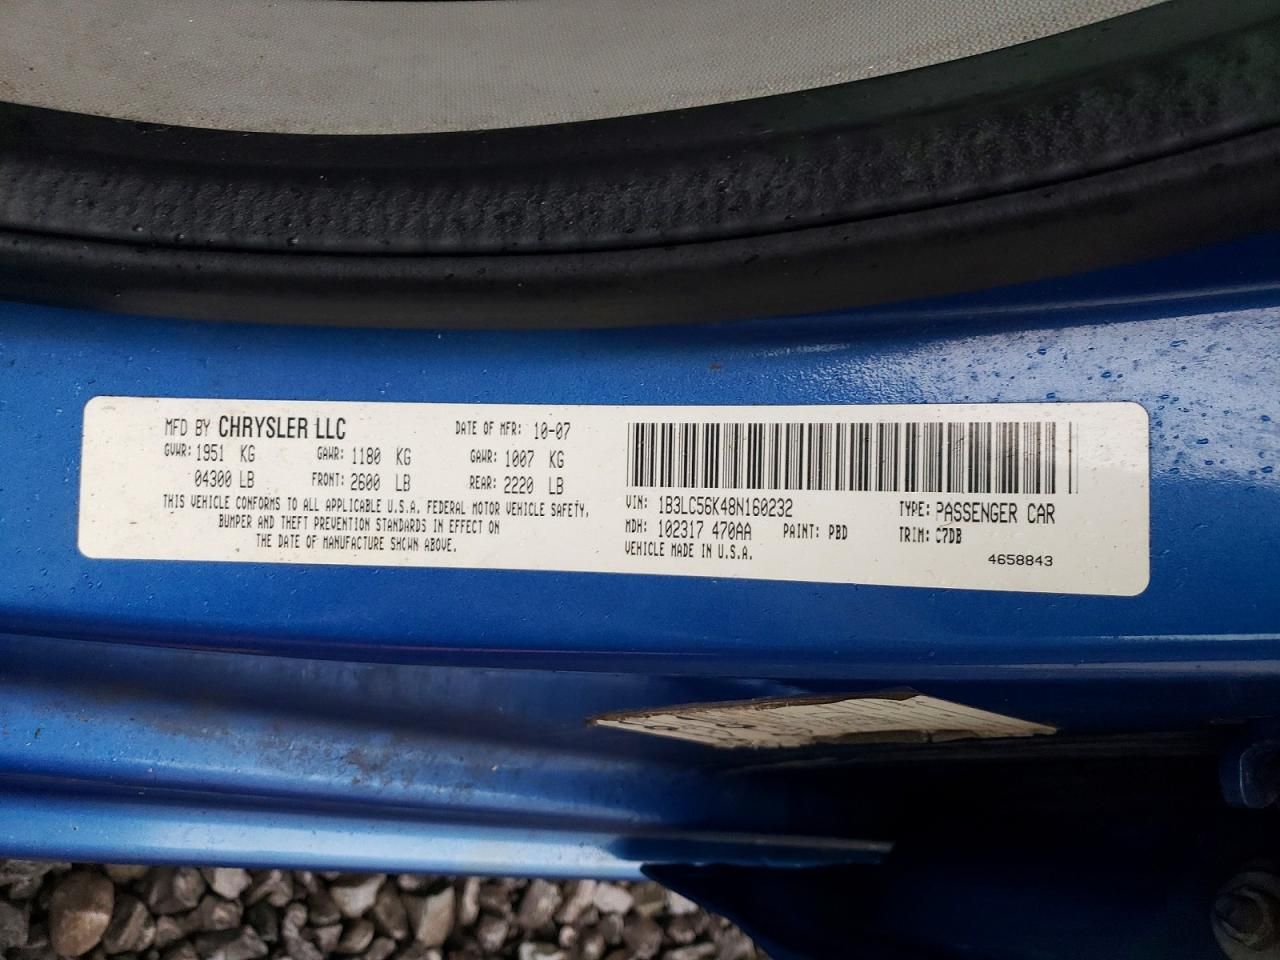 MFD BY CHRYSLER LLC DATE OF MFR: 10-07
GVWR: 1951 KG GAWR: 1180 KG GAWR: 1007 KG
04300 LB FRONT: 2600 LB REAR: 2220 LB
THIS VEHICLE CONFORMS TO ALL APPLICABLE U.S.A. FEDERAL MOTOR VEHICLE SAFETY,
BUMPER AND THEFT PREVENTION STANDARDS IN EFFECT ON
THE DATE OF MANUFACTURE SHOWN ABOVE.
VIN: 1B3LC56K48N160232 TYPE: PASSENGER CAR
MDH: 102317 470AA PAINT: PBD TRIM: C7DB
VEHICLE MADE IN U.S.A.
4658843